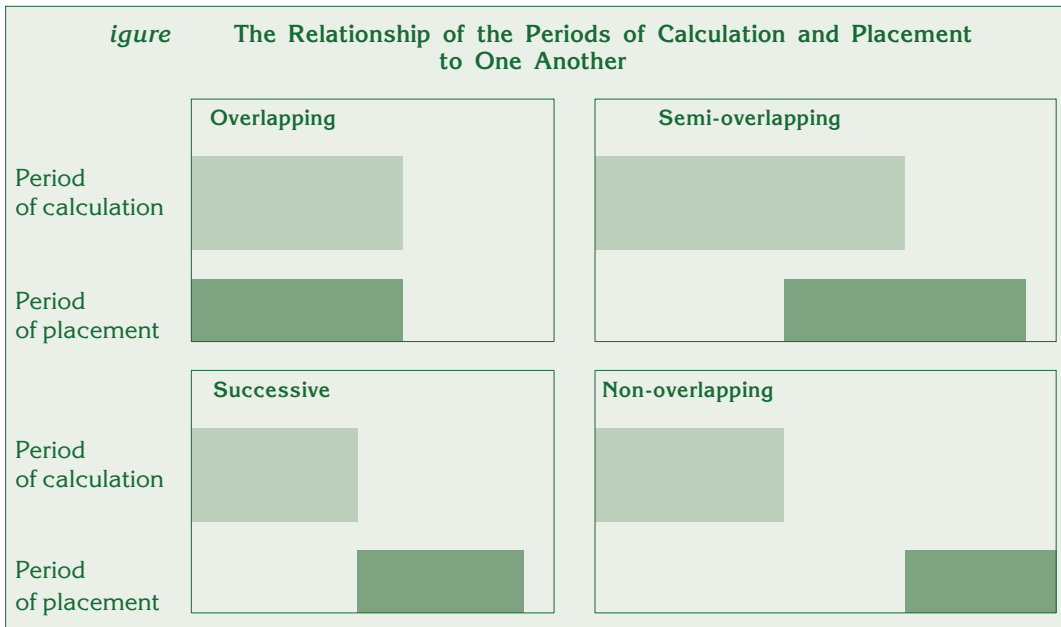 igure The Relationship of the Periods of Calculation and Placement
to One Another
Overlapping
Semi-overlapping
Period
of calculation
Period
of placement
Successive
Non-overlapping
Period
of calculation
Period
of placement